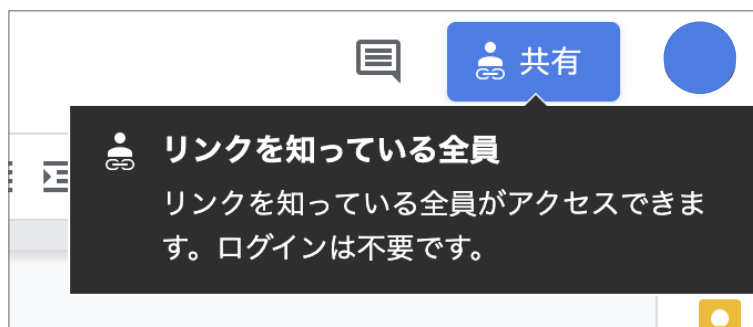 共有
リンクを知っている全員
リンクを知っている全員がアクセスできま
す。ログインは不要です。